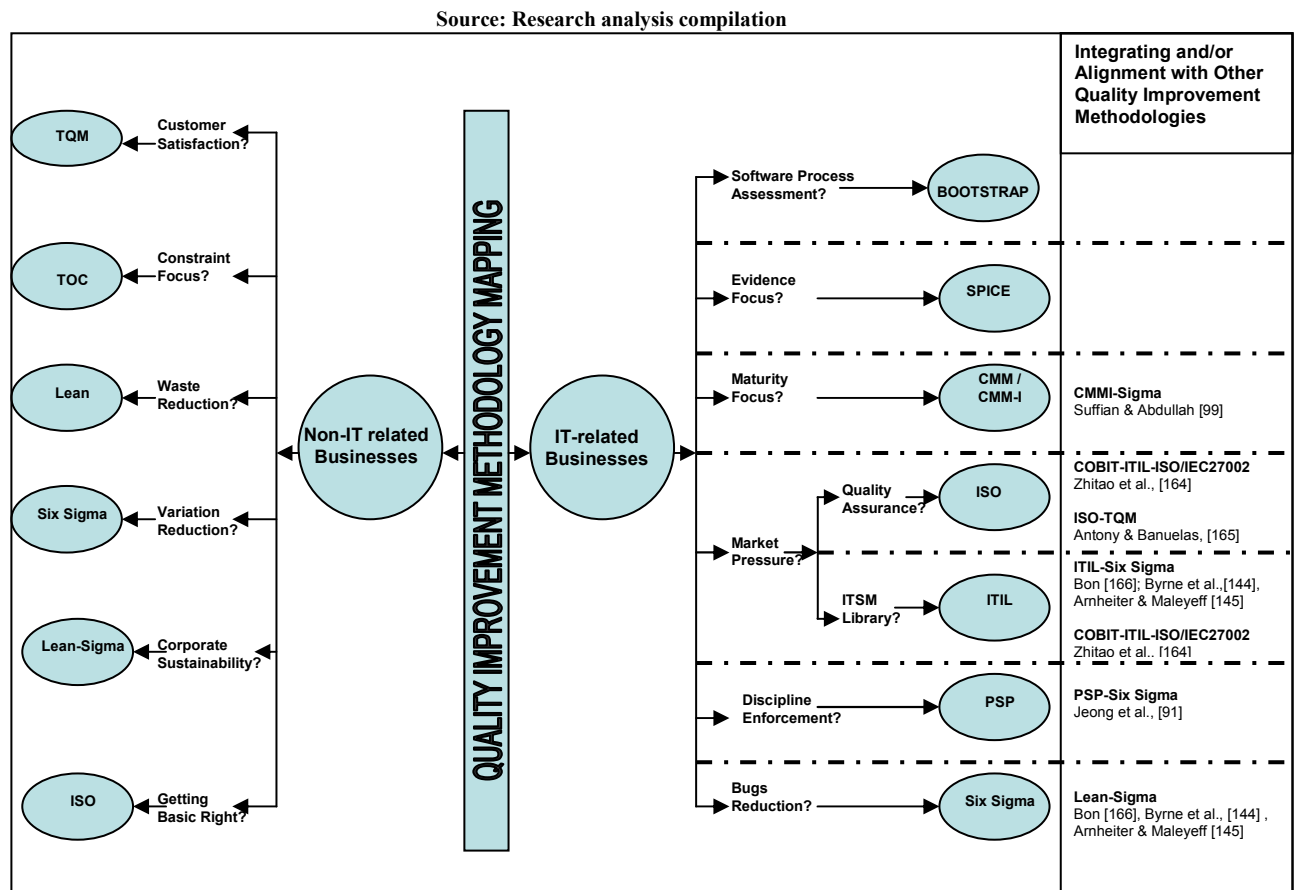 Source: Research analysis compilation
Integrating and/or
Alignment with Other
Quality Improvement
Methodologies
TQM
Customer
Satisfaction?
TOC
Constraint
Focus?
Lean
Waste
Reduction?
Six Sigma
Variation
Reduction?
Lean-Sigma
Corporate
Sustainability?
ISO
Getting
Basic Right?
Non-IT related
Businesses
QUALITY IMPROVEMENT METHODOLOGY MAPPING
IT-related
Businesses
Software Process
Assessment?
BOOTSTRAP
Evidence
Focus?
SPICE
Maturity
Focus?
CMM /
CMM-I
CMMI-Sigma
Suffian & Abdullah [99]
Market
Pressure?
Quality
Assurance?
ISO
COBIT-ITIL-ISO/IEC27002
Zhitao et al., [164]
ISO-TQM
Antony & Banuelas, [165]
ITSM
Library?
ITIL
ITIL-Six Sigma
Bon [166]; Byrne et al.,[144],
Arnheiter & Maleyeff [145]
COBIT-ITIL-ISO/IEC27002
Zhitao et al., [164]
Discipline
Enforcement?
PSP
PSP-Six Sigma
Jeong et al., [91]
Bugs
Reduction?
Six Sigma
Lean-Sigma
Bon [166], Byrne et al., [144] ,
Arnheiter & Maleyeff [145]